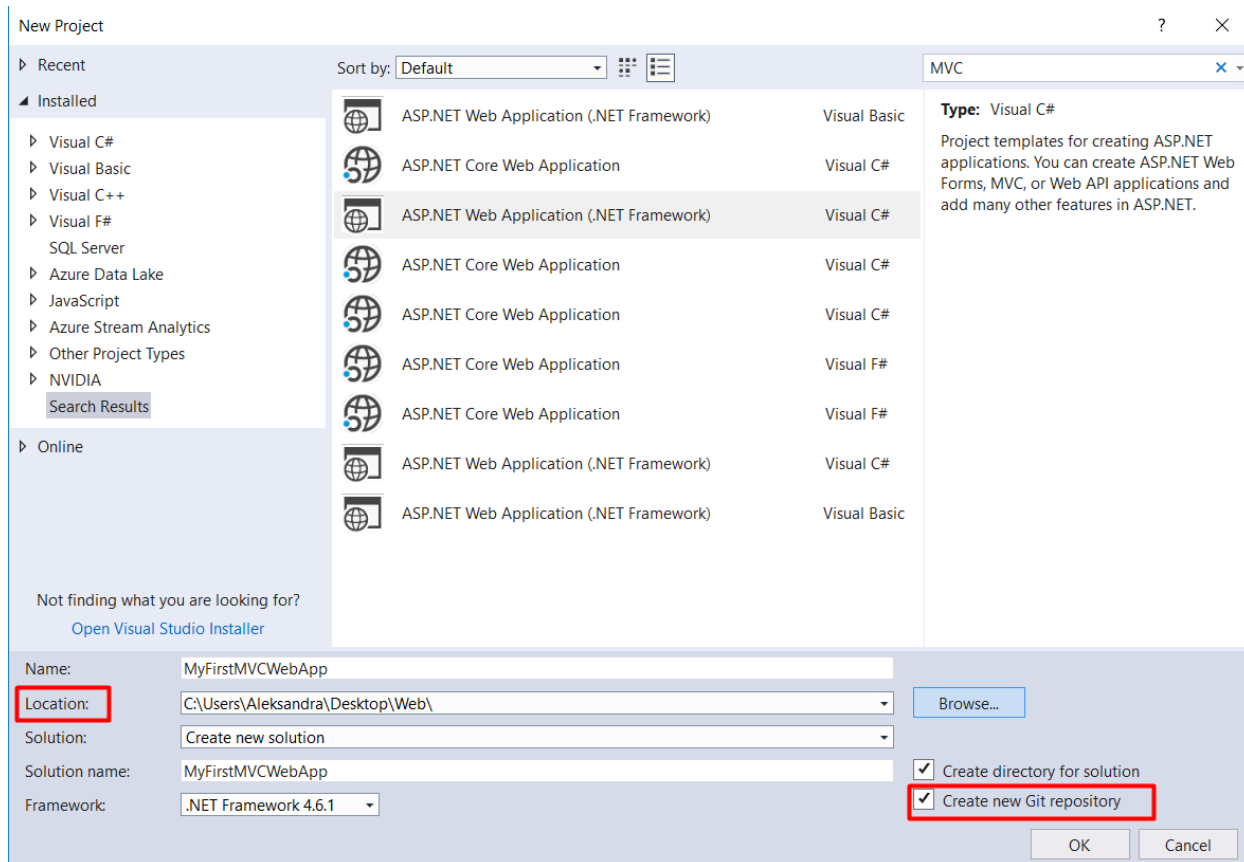 New Project
?
Recent
Installed
Visual C#
Visual Basic
Visual C++
Visual F#
SQL Server
Azure Data Lake
JavaScript
Azure Stream Analytics
Other Project Types
NVIDIA
Search Results
Online
Not finding what you are looking for?
Open Visual Studio Installer
Sort by: Default
ASP.NET Web Application (.NET Framework) Visual Basic
ASP.NET Core Web Application Visual C#
ASP.NET Web Application (.NET Framework) Visual C#
ASP.NET Core Web Application Visual C#
ASP.NET Core Web Application Visual C#
ASP.NET Core Web Application Visual F#
ASP.NET Core Web Application Visual F#
ASP.NET Web Application (.NET Framework) Visual C#
ASP.NET Web Application (.NET Framework) Visual Basic
MVC
Type: Visual C#
Project templates for creating ASP.NET
applications. You can create ASP.NET Web
Forms, MVC, or Web API applications and
add many other features in ASP.NET.
Name: MyFirstMVCWebApp
Location: C:\Users\Aleksandra\Desktop\Web\ Browse...
Solution: Create new solution
Solution name: MyFirstMVCWebApp Create directory for solution
Framework: .NET Framework 4.6.1 Create new Git repository
OK Cancel